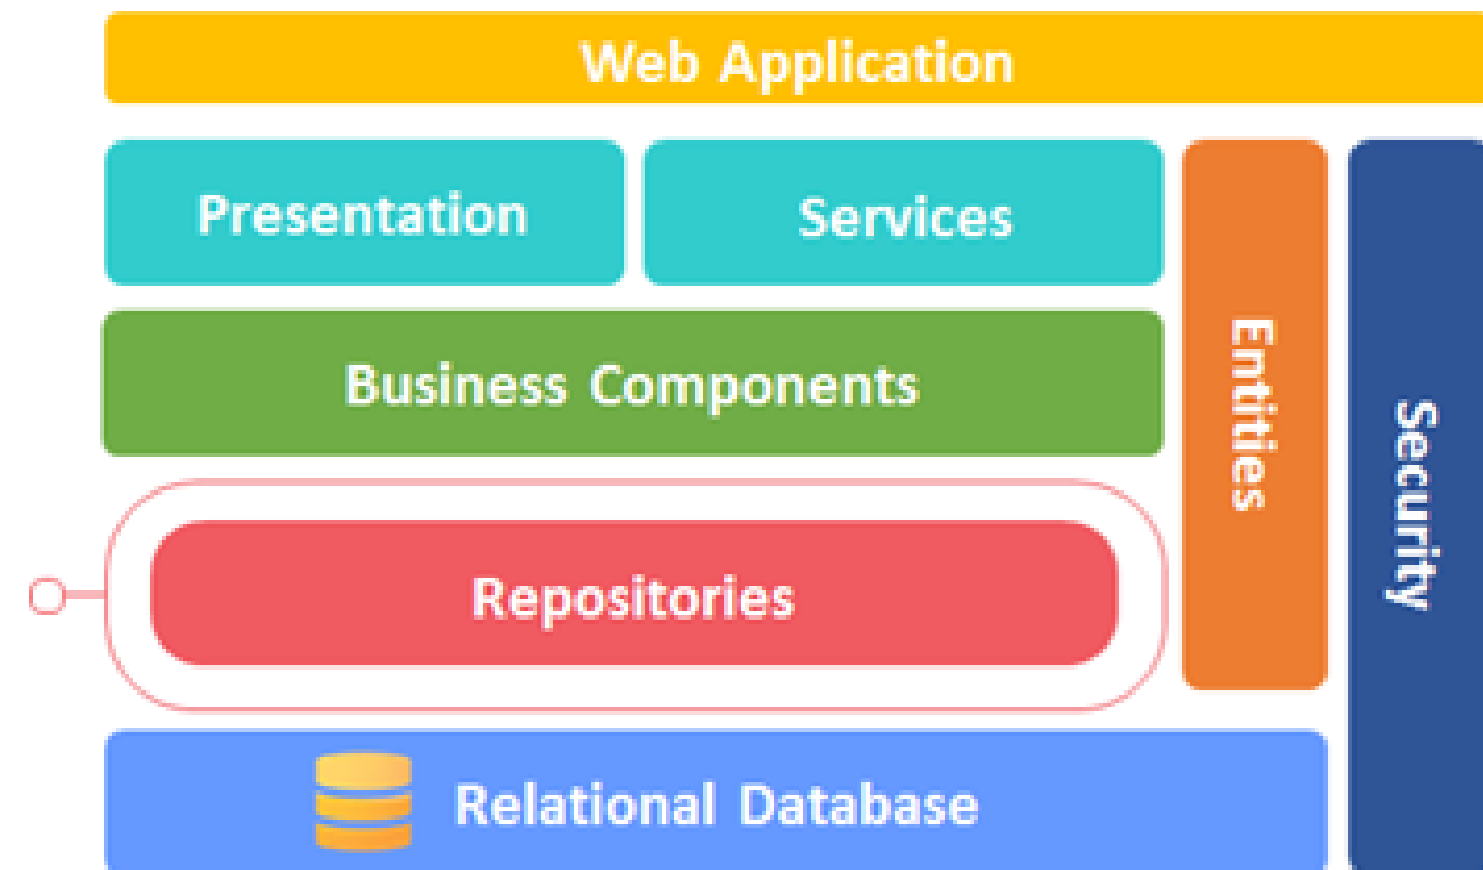 Web Application
Presentation
Services
Business Components
Entities
Security
Repositories
Relational Database